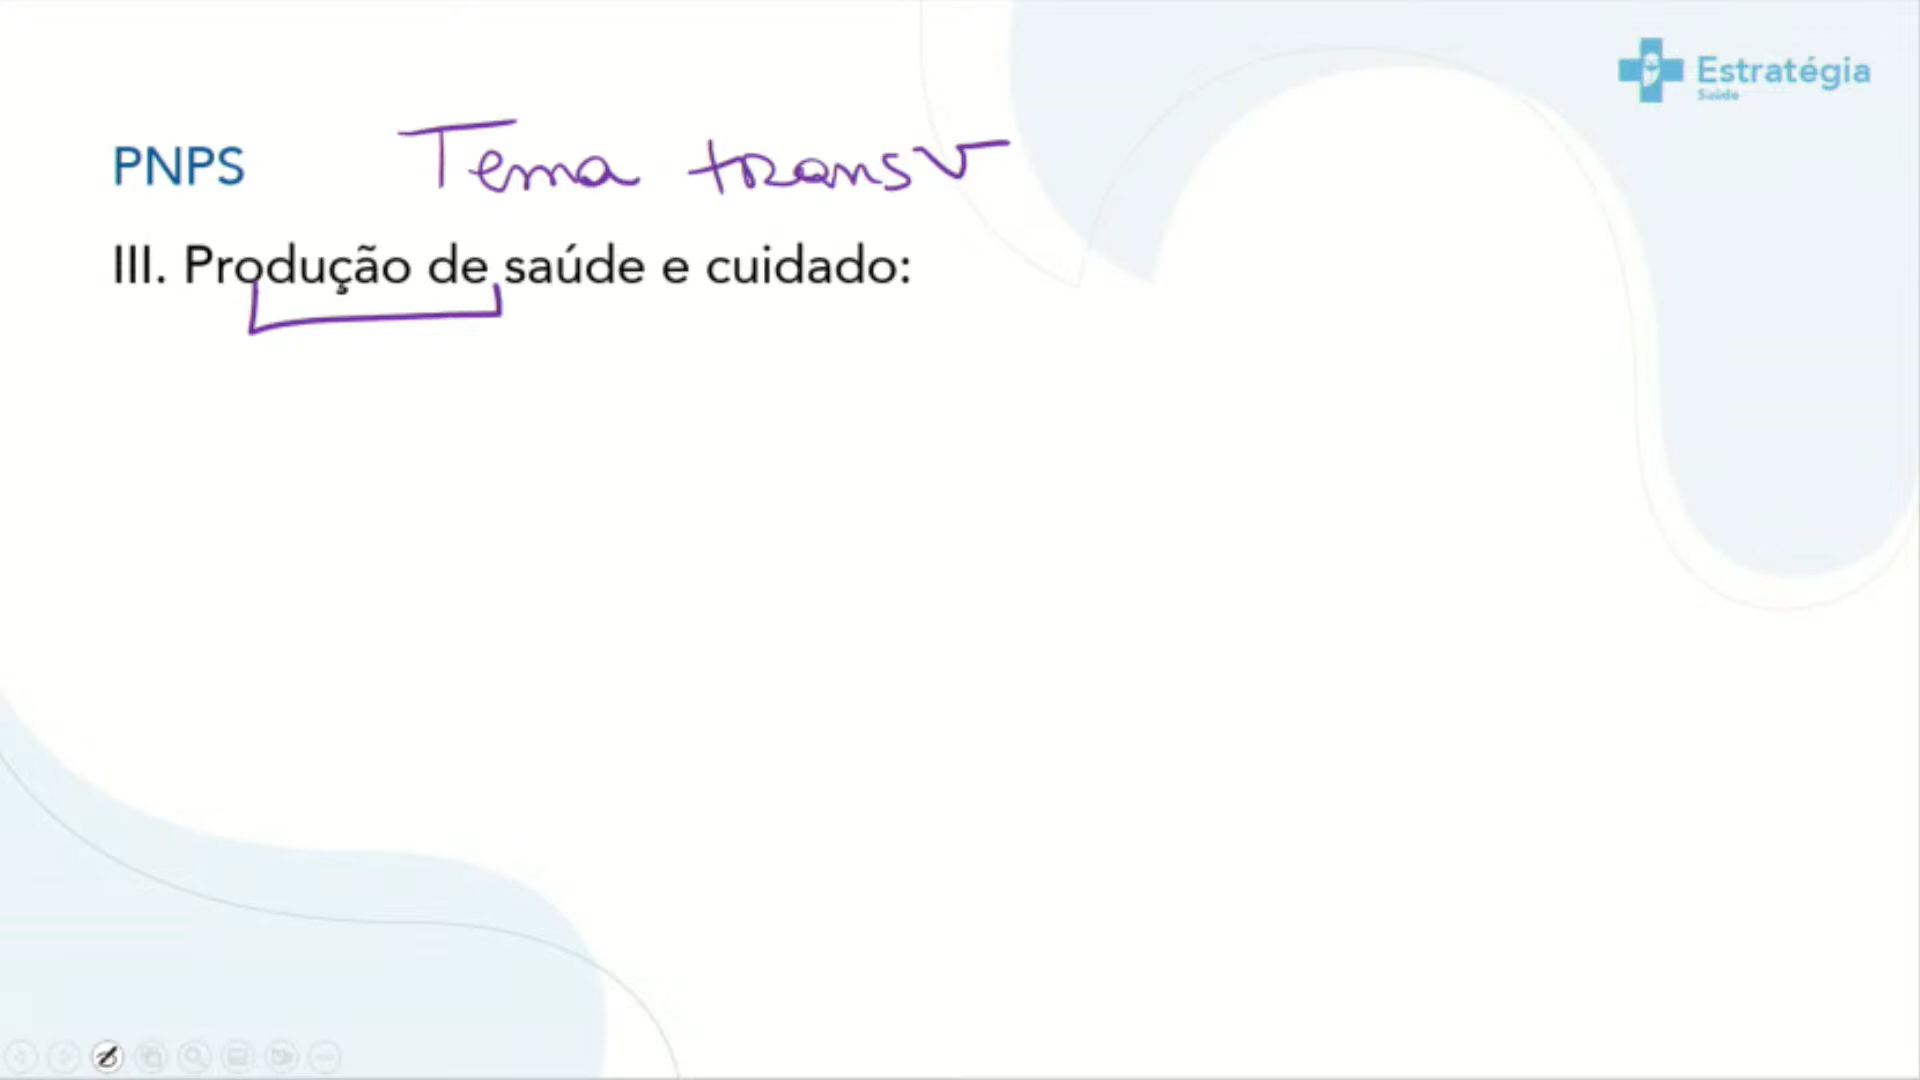 Estratégia
Saúde
PNPS Tema transv
III. Produção de saúde e cuidado: